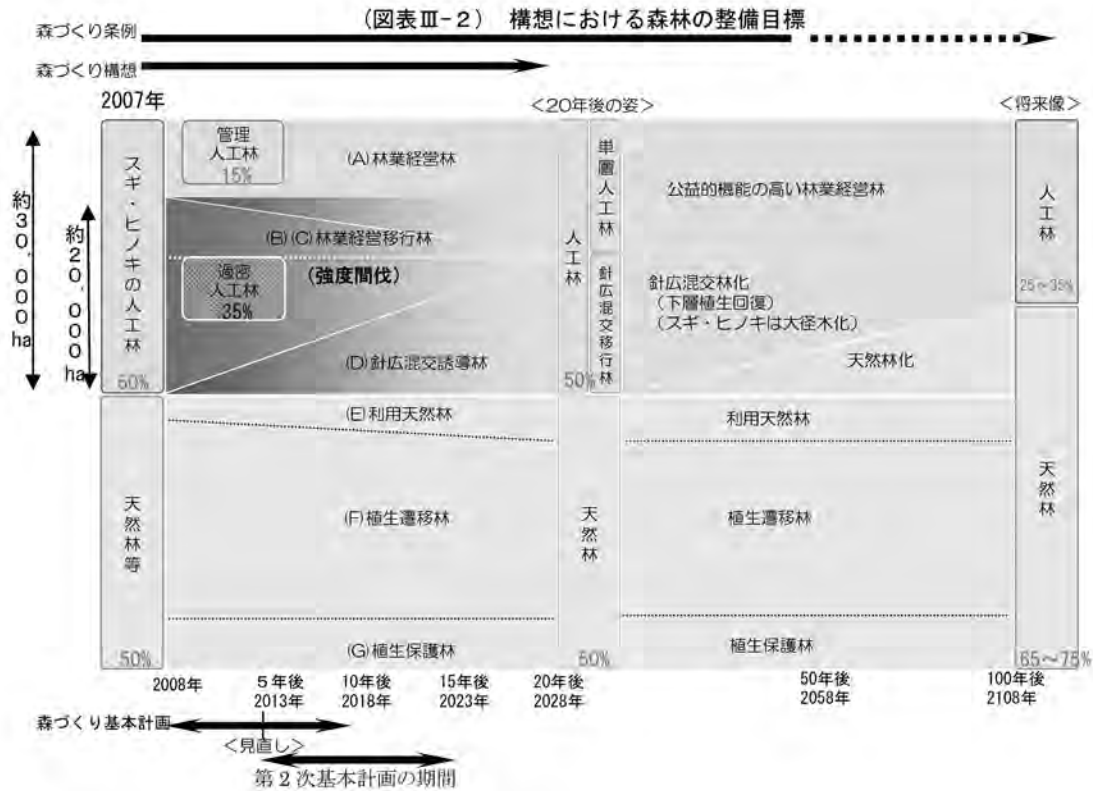 (図表Ⅲ-2) 構想における森林の整備目標
森づくり条例
森づくり構想
2007年
<20年後の姿>
<将来像>
約30,000ha
約20,000ha
スギ・ヒノキの人工林
50%
管理
人工林
15%
(A)林業経営林
(B)(C)林業経営移行林
過密
人工林
35%
(強度間伐)
(D)針広混交誘導林
人工林
50%
単層人工林
針広混交移行林
公益的機能の高い林業経営林
針広混交林化
(下層植生回復)
(スギ・ヒノキは大径木化)
天然林化
人工林
25~35%
天然林等
50%
(E)利用天然林
(F)植生遷移林
(G)植生保護林
天然林
50%
利用天然林
植生遷移林
植生保護林
天然林
65~75%
2008年
5年後
2013年
10年後
2018年
15年後
2023年
20年後
2028年
50年後
2058年
100年後
2108年
森づくり基本計画
<見直し>
第2次基本計画の期間